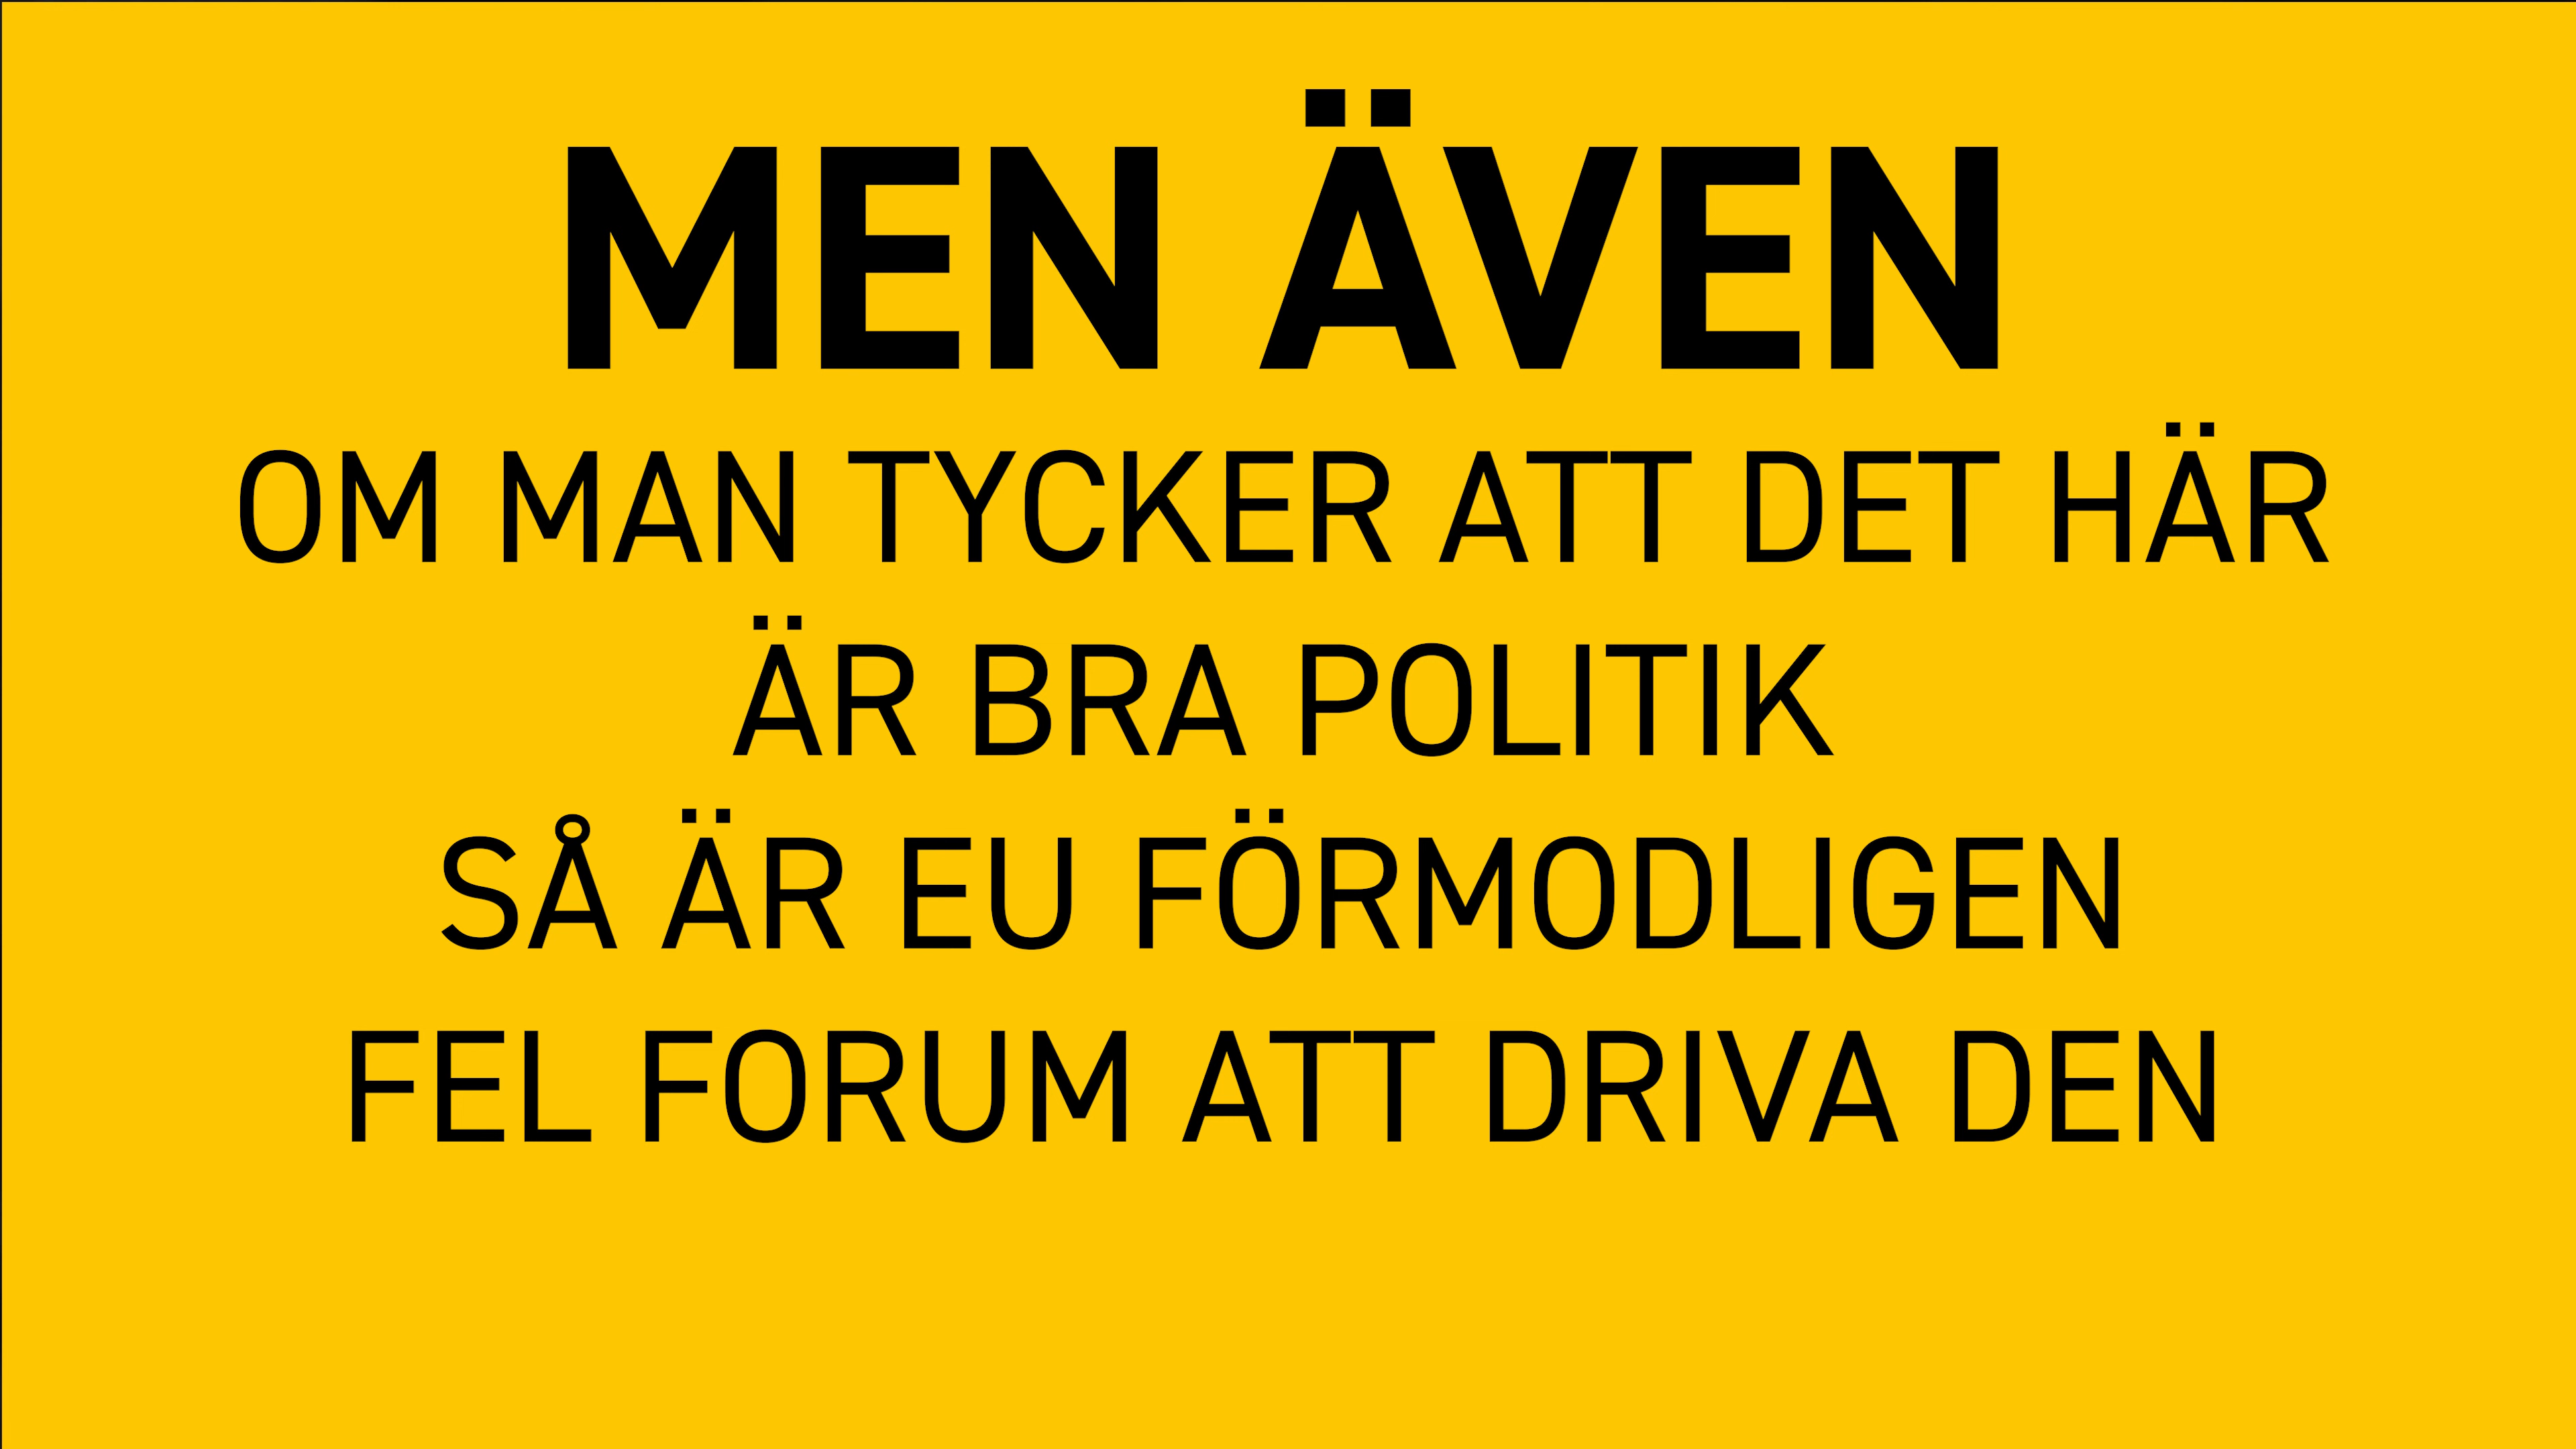 MEN ÄVEN
OM MAN TYCKER ATT DET HÄR
ÄR BRA POLITIK
SÅ ÄR EU FÖRMODLIGEN
FEL FORUM ATT DRIVA DEN